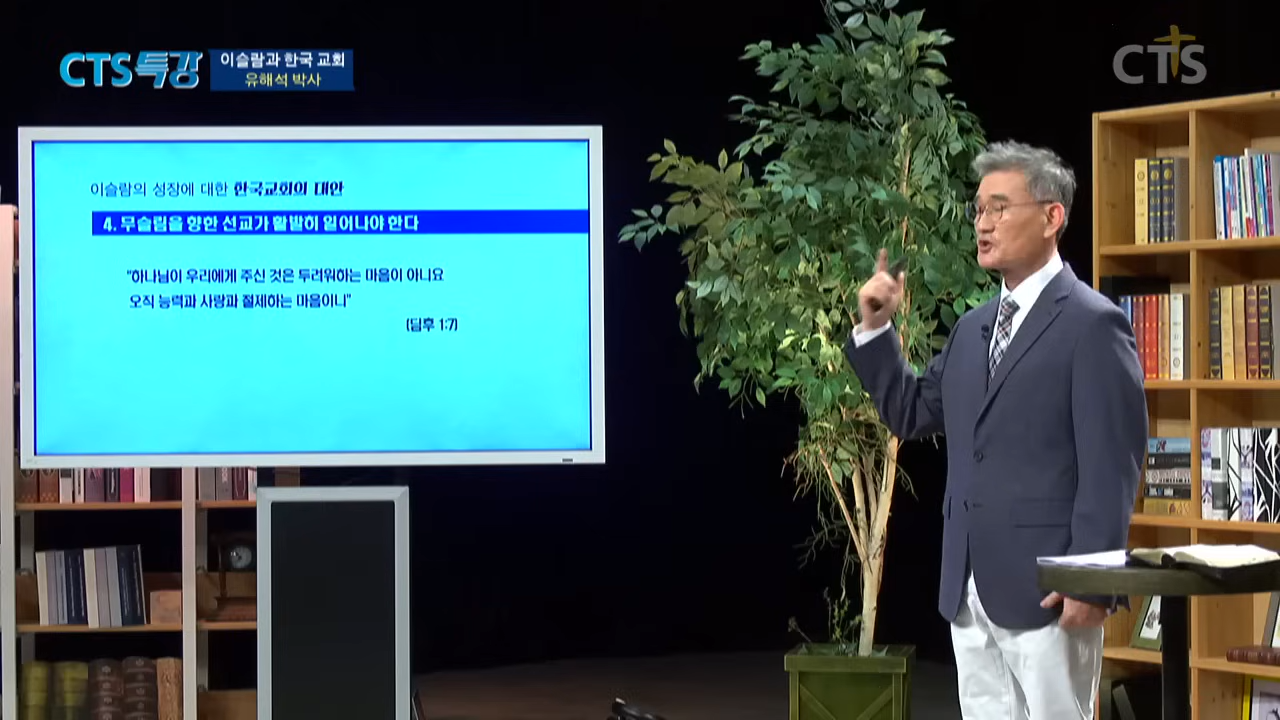 CTS특강
이슬람과 한국 교회
유해석 박사
CTS
이슬람의 성장에 대한 한국교회의 대안
4. 무슬림을 향한 선교가 활발히 일어나야 한다
"하나님이 우리에게 주신 것은 두려워하는 마음이 아니요
오직 능력과 사랑과 절제하는 마음이니"
(딤후 1:7)